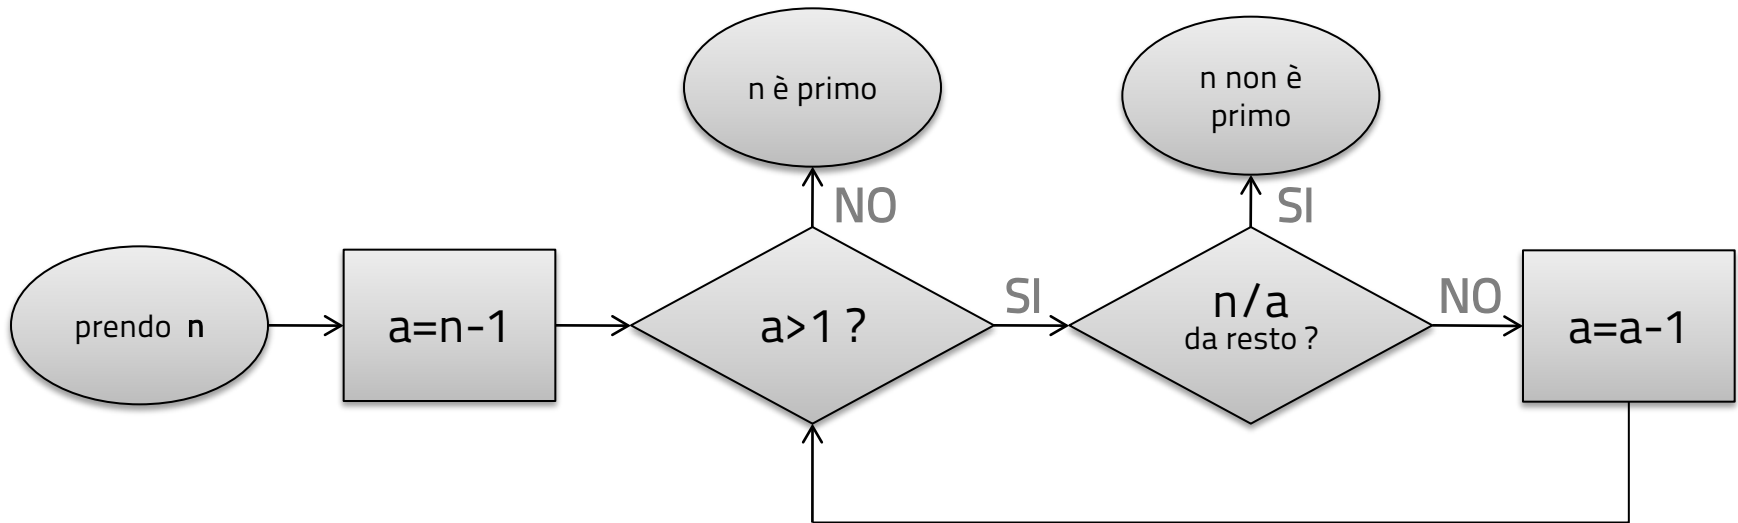 n è primo
n non è
primo
NO
SI
prendo n
a=n-1
a>1 ?
SI
n/a
da resto ?
NO
a=a-1